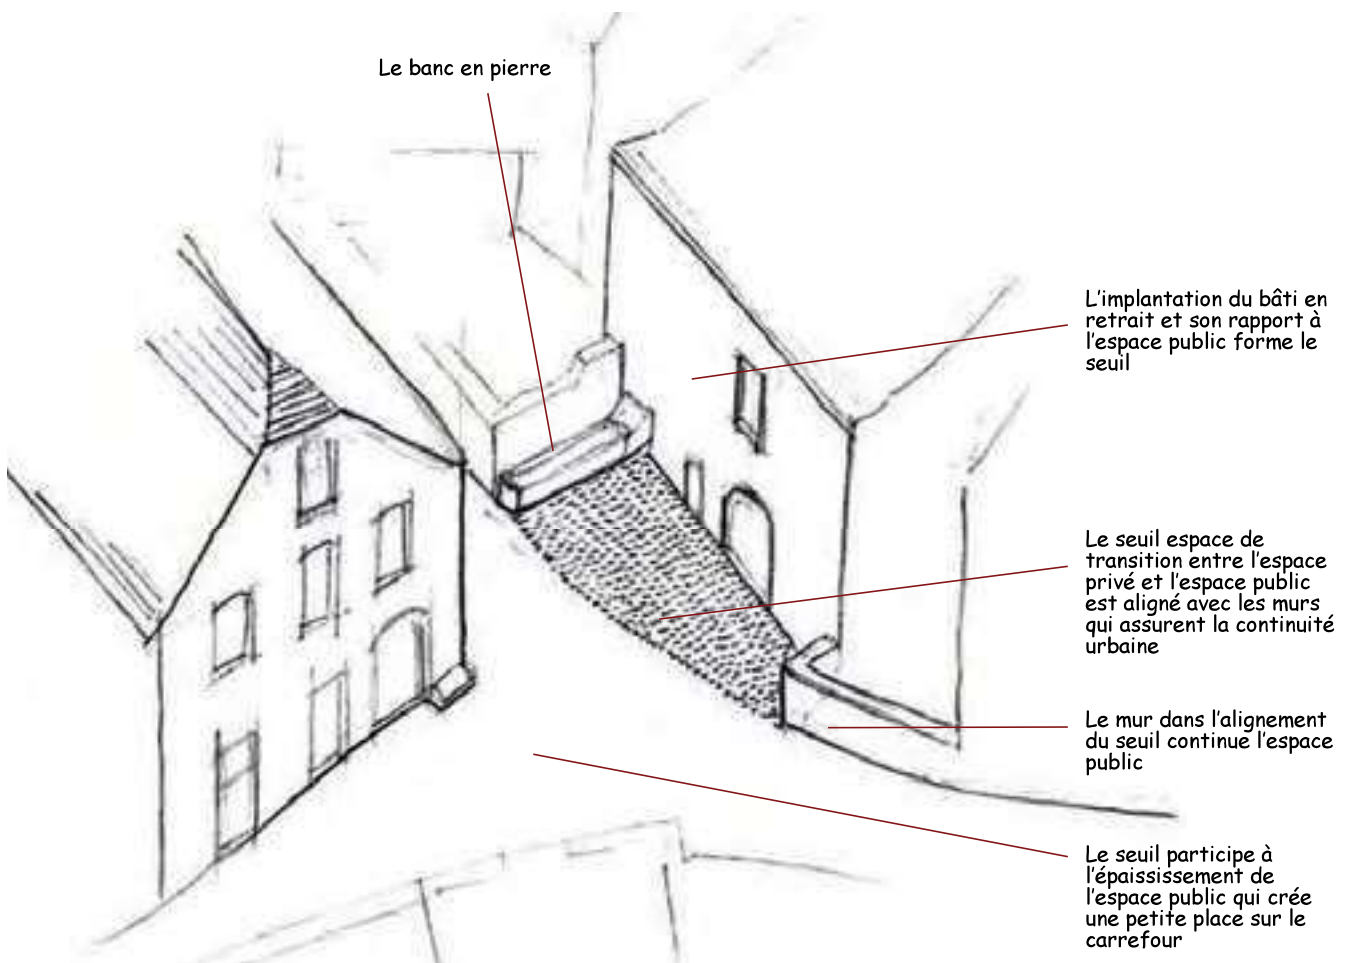 Le banc en pierre
L'implantation du bâti en
retrait et son rapport à
l'espace public forme le
seuil
Le seuil espace de
transition entre l'espace
privé et l'espace public
est aligné avec les murs
qui assurent la continuité
urbaine
Le mur dans l'alignement
du seuil continue l'espace
public
Le seuil participe à
l'épaississement de
l'espace public qui crée
une petite place sur le
carrefour